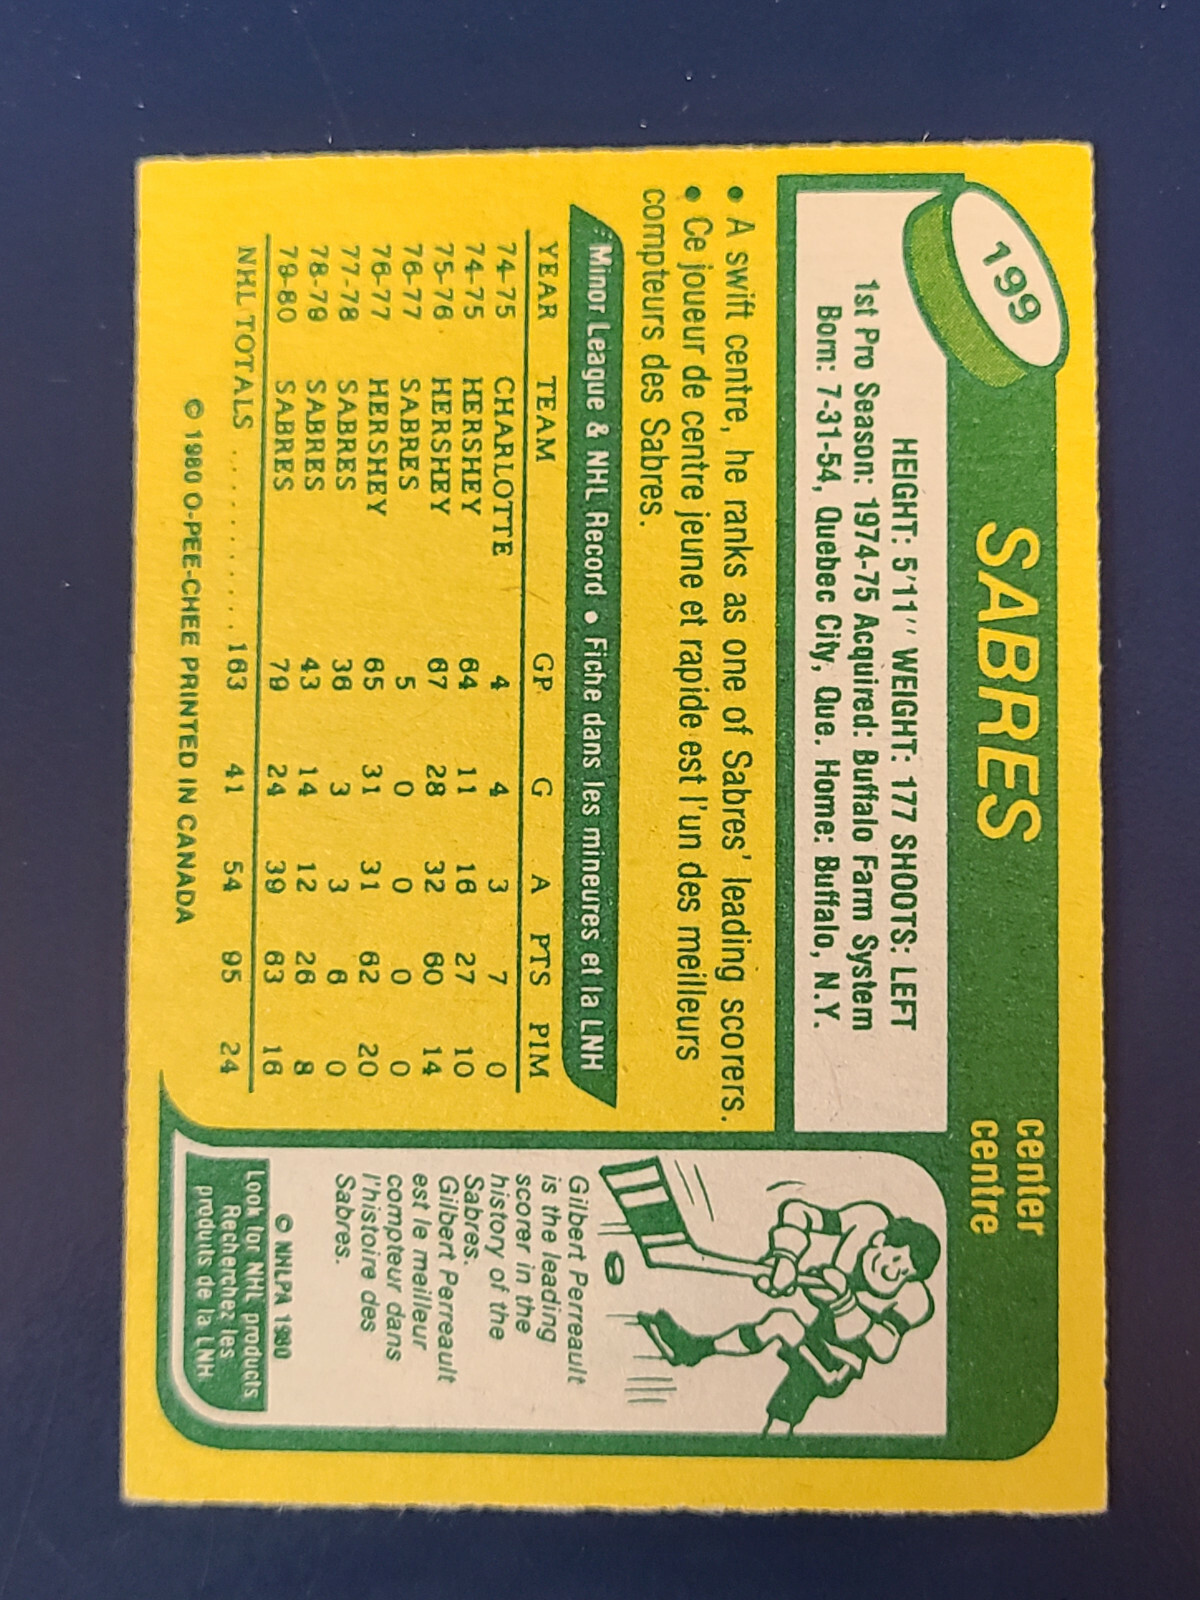 199
SABRES
center
centre
HEIGHT: 5'11'' WEIGHT: 177 SHOOTS: LEFT
1st Pro Season: 1974-75 Acquired: Buffalo Farm System
Born: 7-31-54, Quebec City, Que. Home: Buffalo, N.Y.
• A swift centre, he ranks as one of Sabres' leading scorers.
• Ce joueur de centre jeune et rapide est l'un des meilleurs
compteurs des Sabres.
Minor League & NHL Record • Fiche dans les mineures et la LNH
YEAR TEAM GP G A PTS PIM
74-75 CHARLOTTE 4 4 3 7 0
74-75 HERSHEY 64 11 16 27 10
75-76 HERSHEY 67 28 32 60 14
76-77 SABRES 5 0 0 0 0
76-77 HERSHEY 65 31 31 62 20
77-78 SABRES 36 3 3 6 0
78-79 SABRES 43 14 12 26 8
79-80 SABRES 79 24 39 63 16
NHL TOTALS .......... 163 41 54 95 24
© 1980 O-PEE-CHEE PRINTED IN CANADA
Gilbert Perreault
is the leading
scorer in the
history of the
Sabres.
Gilbert Perreault
est le meilleur
compteur dans
l'histoire des
Sabres.
© NHLPA 1980
Look for NHL products
Recherchez les
produits de la LNH